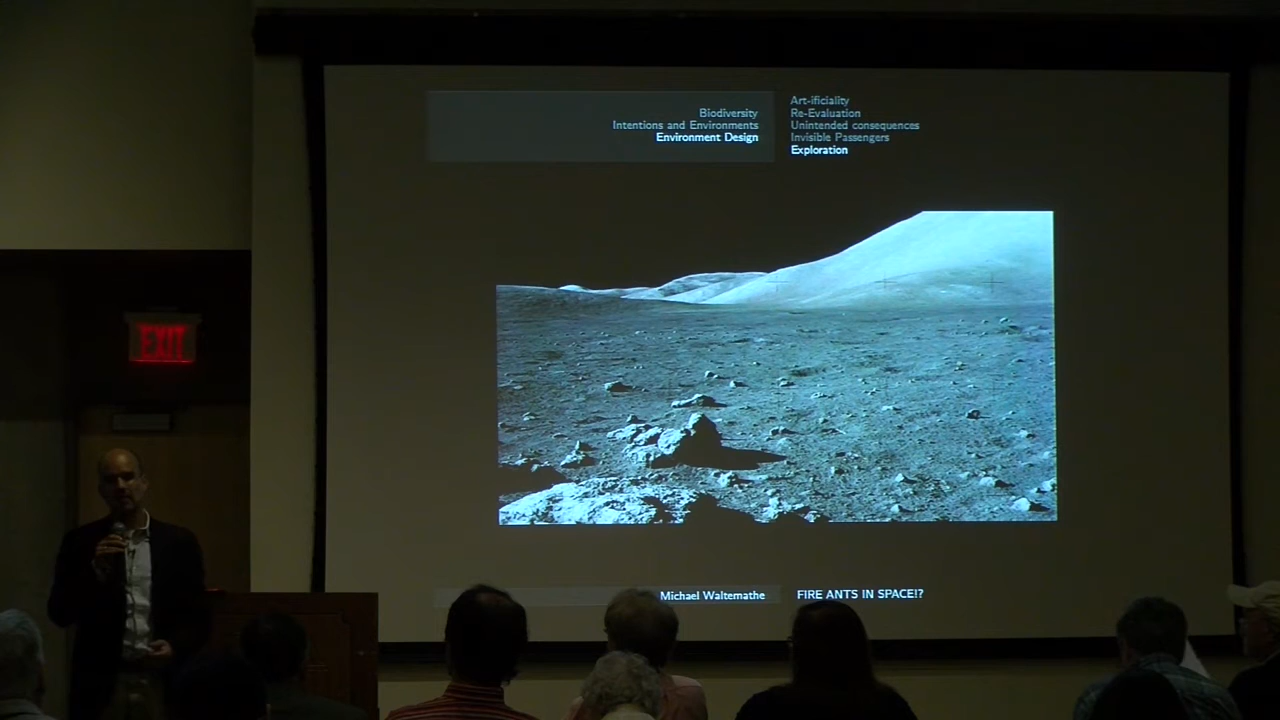 Biodiversity
Intentions and Environments
Environment Design
Art-ificiality
Re-Evaluation
Unintended consequences
Invisible Passengers
Exploration
EXIT
Michael Waltemathe
FIRE ANTS IN SPACE!?